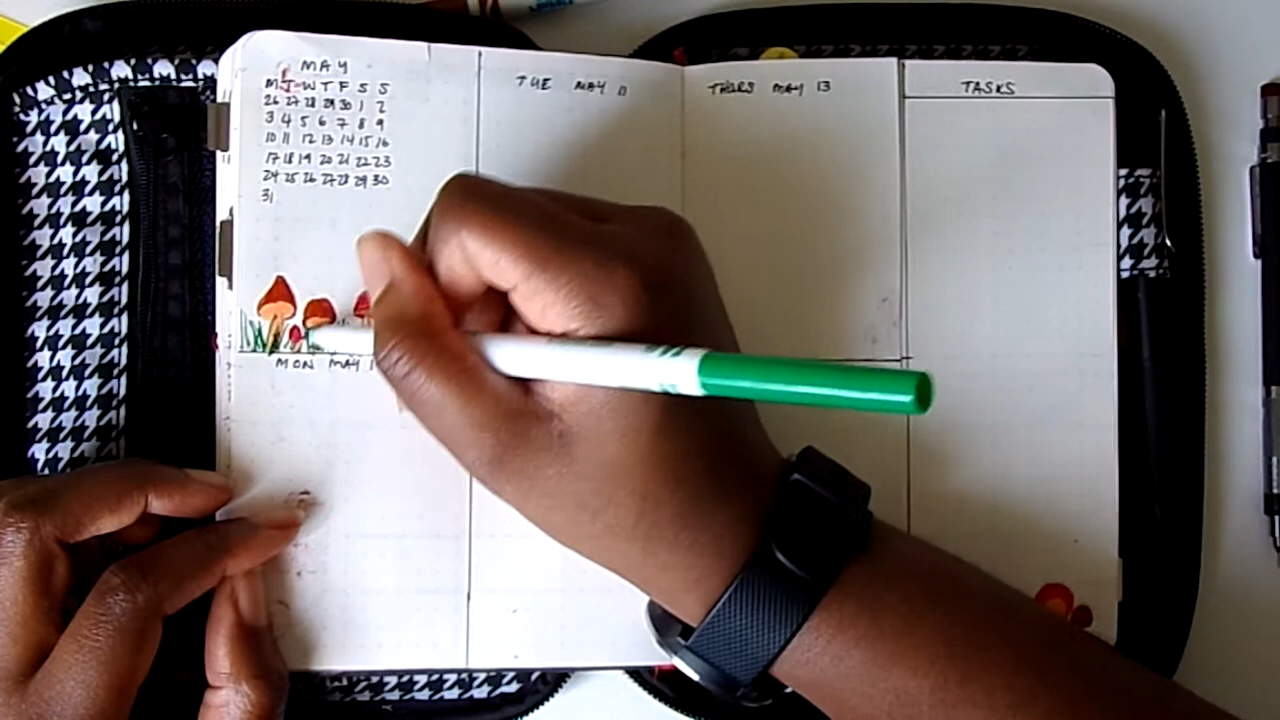 MAY
M T W T F S S
26 27 28 29 30 1 2
3 4 5 6 7 8 9
10 11 12 13 14 15 16
17 18 19 20 21 22 23
24 25 26 27 28 29 30
31
MON MAY
TUE MAY 11
THURS MAY 13
TASKS